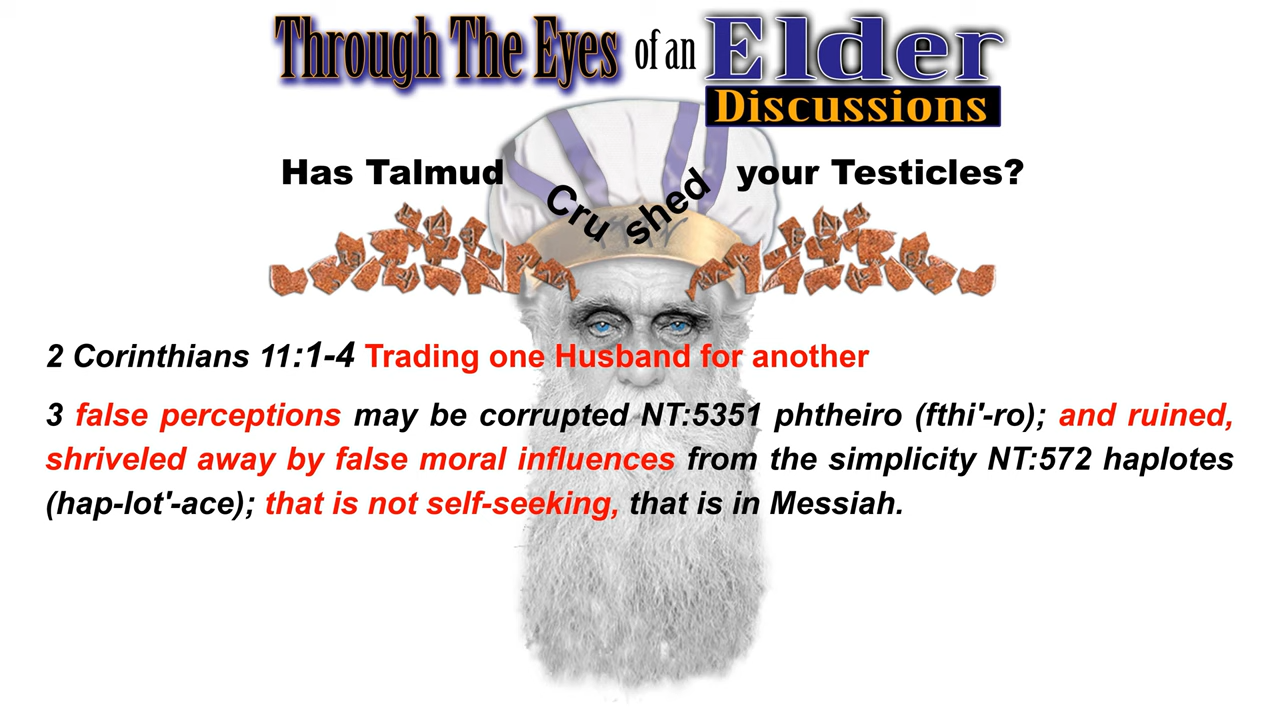 Through The Eyes of an Elder
Discussions
Has Talmud Crushed your Testicles?
2 Corinthians 11:1-4 Trading one Husband for another
3 false perceptions may be corrupted NT:5351 phtheiro (fthi'-ro); and ruined,
shriveled away by false moral influences from the simplicity NT:572 haplotes
(hap-lot'-ace); that is not self-seeking, that is in Messiah.